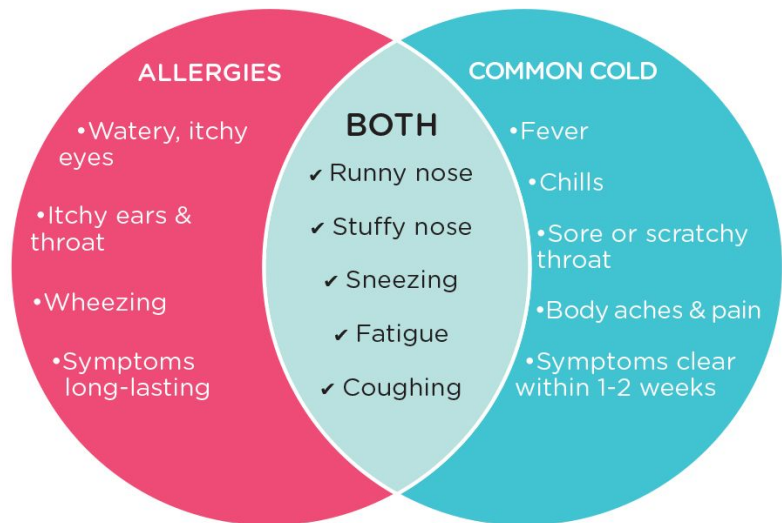 ALLERGIES
•Watery, itchy
eyes
•Itchy ears &
throat
•Wheezing
•Symptoms
long-lasting
BOTH
✔ Runny nose
✔ Stuffy nose
✔ Sneezing
✔ Fatigue
✔ Coughing
COMMON COLD
•Fever
•Chills
•Sore or scratchy
throat
•Body aches & pain
•Symptoms clear
within 1-2 weeks